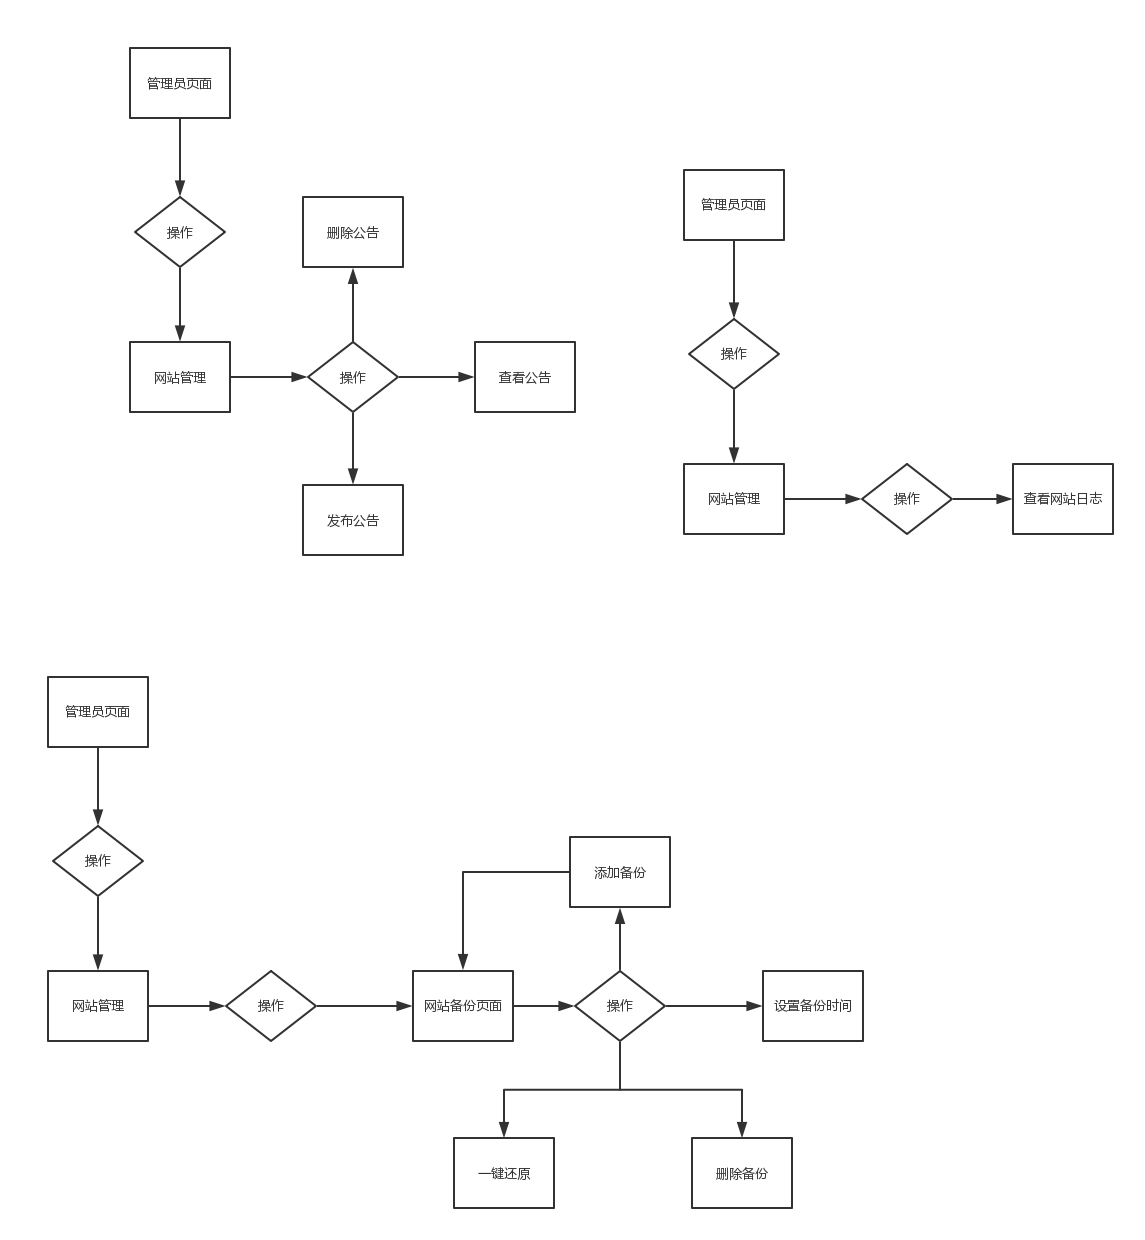 管理员页面
操作
删除公告
网站管理
操作
查看公告
发布公告
管理员页面
操作
网站管理
操作
查看网站日志
管理员页面
操作
添加备份
网站管理
操作
网站备份页面
操作
设置备份时间
一键还原
删除备份